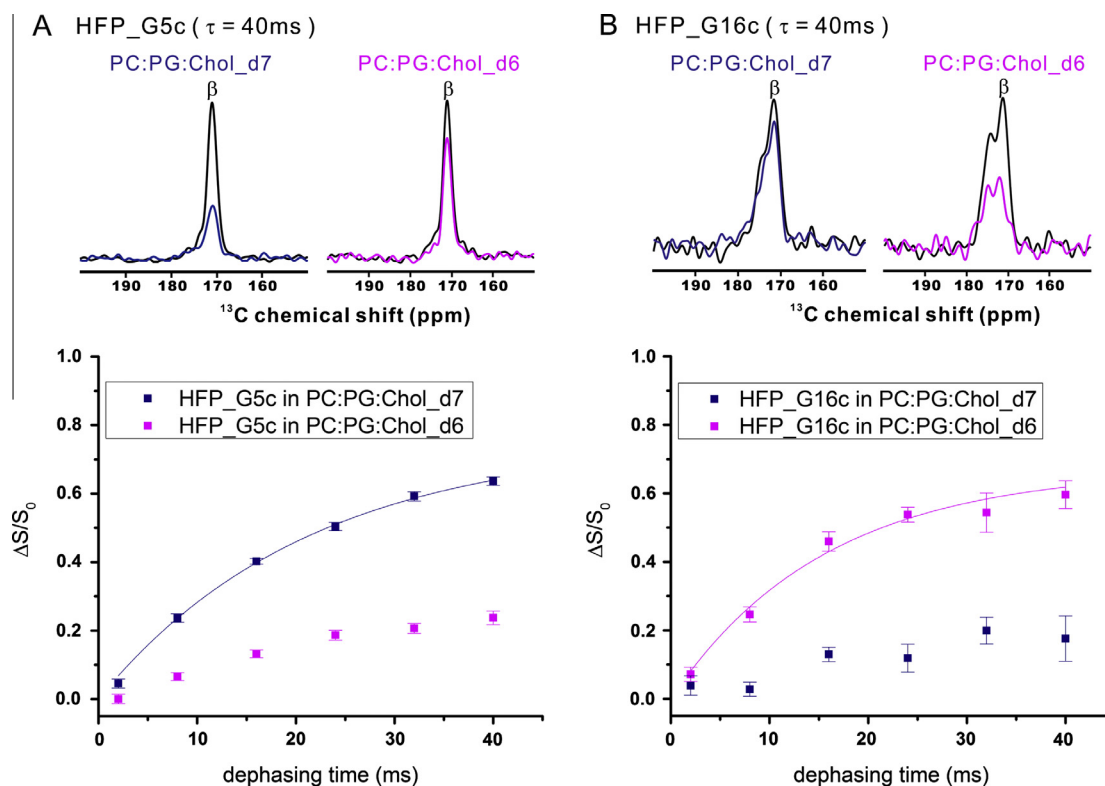 A HFP_G5c ( τ = 40ms )
PC:PG:Chol_d7 PC:PG:Chol_d6
β β
190 180 170 160 190 180 170 160
¹³C chemical shift (ppm)
1.0
0.8
0.6
0.4
0.2
0.0
ΔS/S₀
HFP_G5c in PC:PG:Chol_d7
HFP_G5c in PC:PG:Chol_d6
0 10 20 30 40
dephasing time (ms)
B HFP_G16c ( τ = 40ms )
PC:PG:Chol_d7 PC:PG:Chol_d6
β β
190 180 170 160 190 180 170 160
¹³C chemical shift (ppm)
1.0
0.8
0.6
0.4
0.2
0.0
ΔS/S₀
HFP_G16c in PC:PG:Chol_d7
HFP_G16c in PC:PG:Chol_d6
0 10 20 30 40
dephasing time (ms)